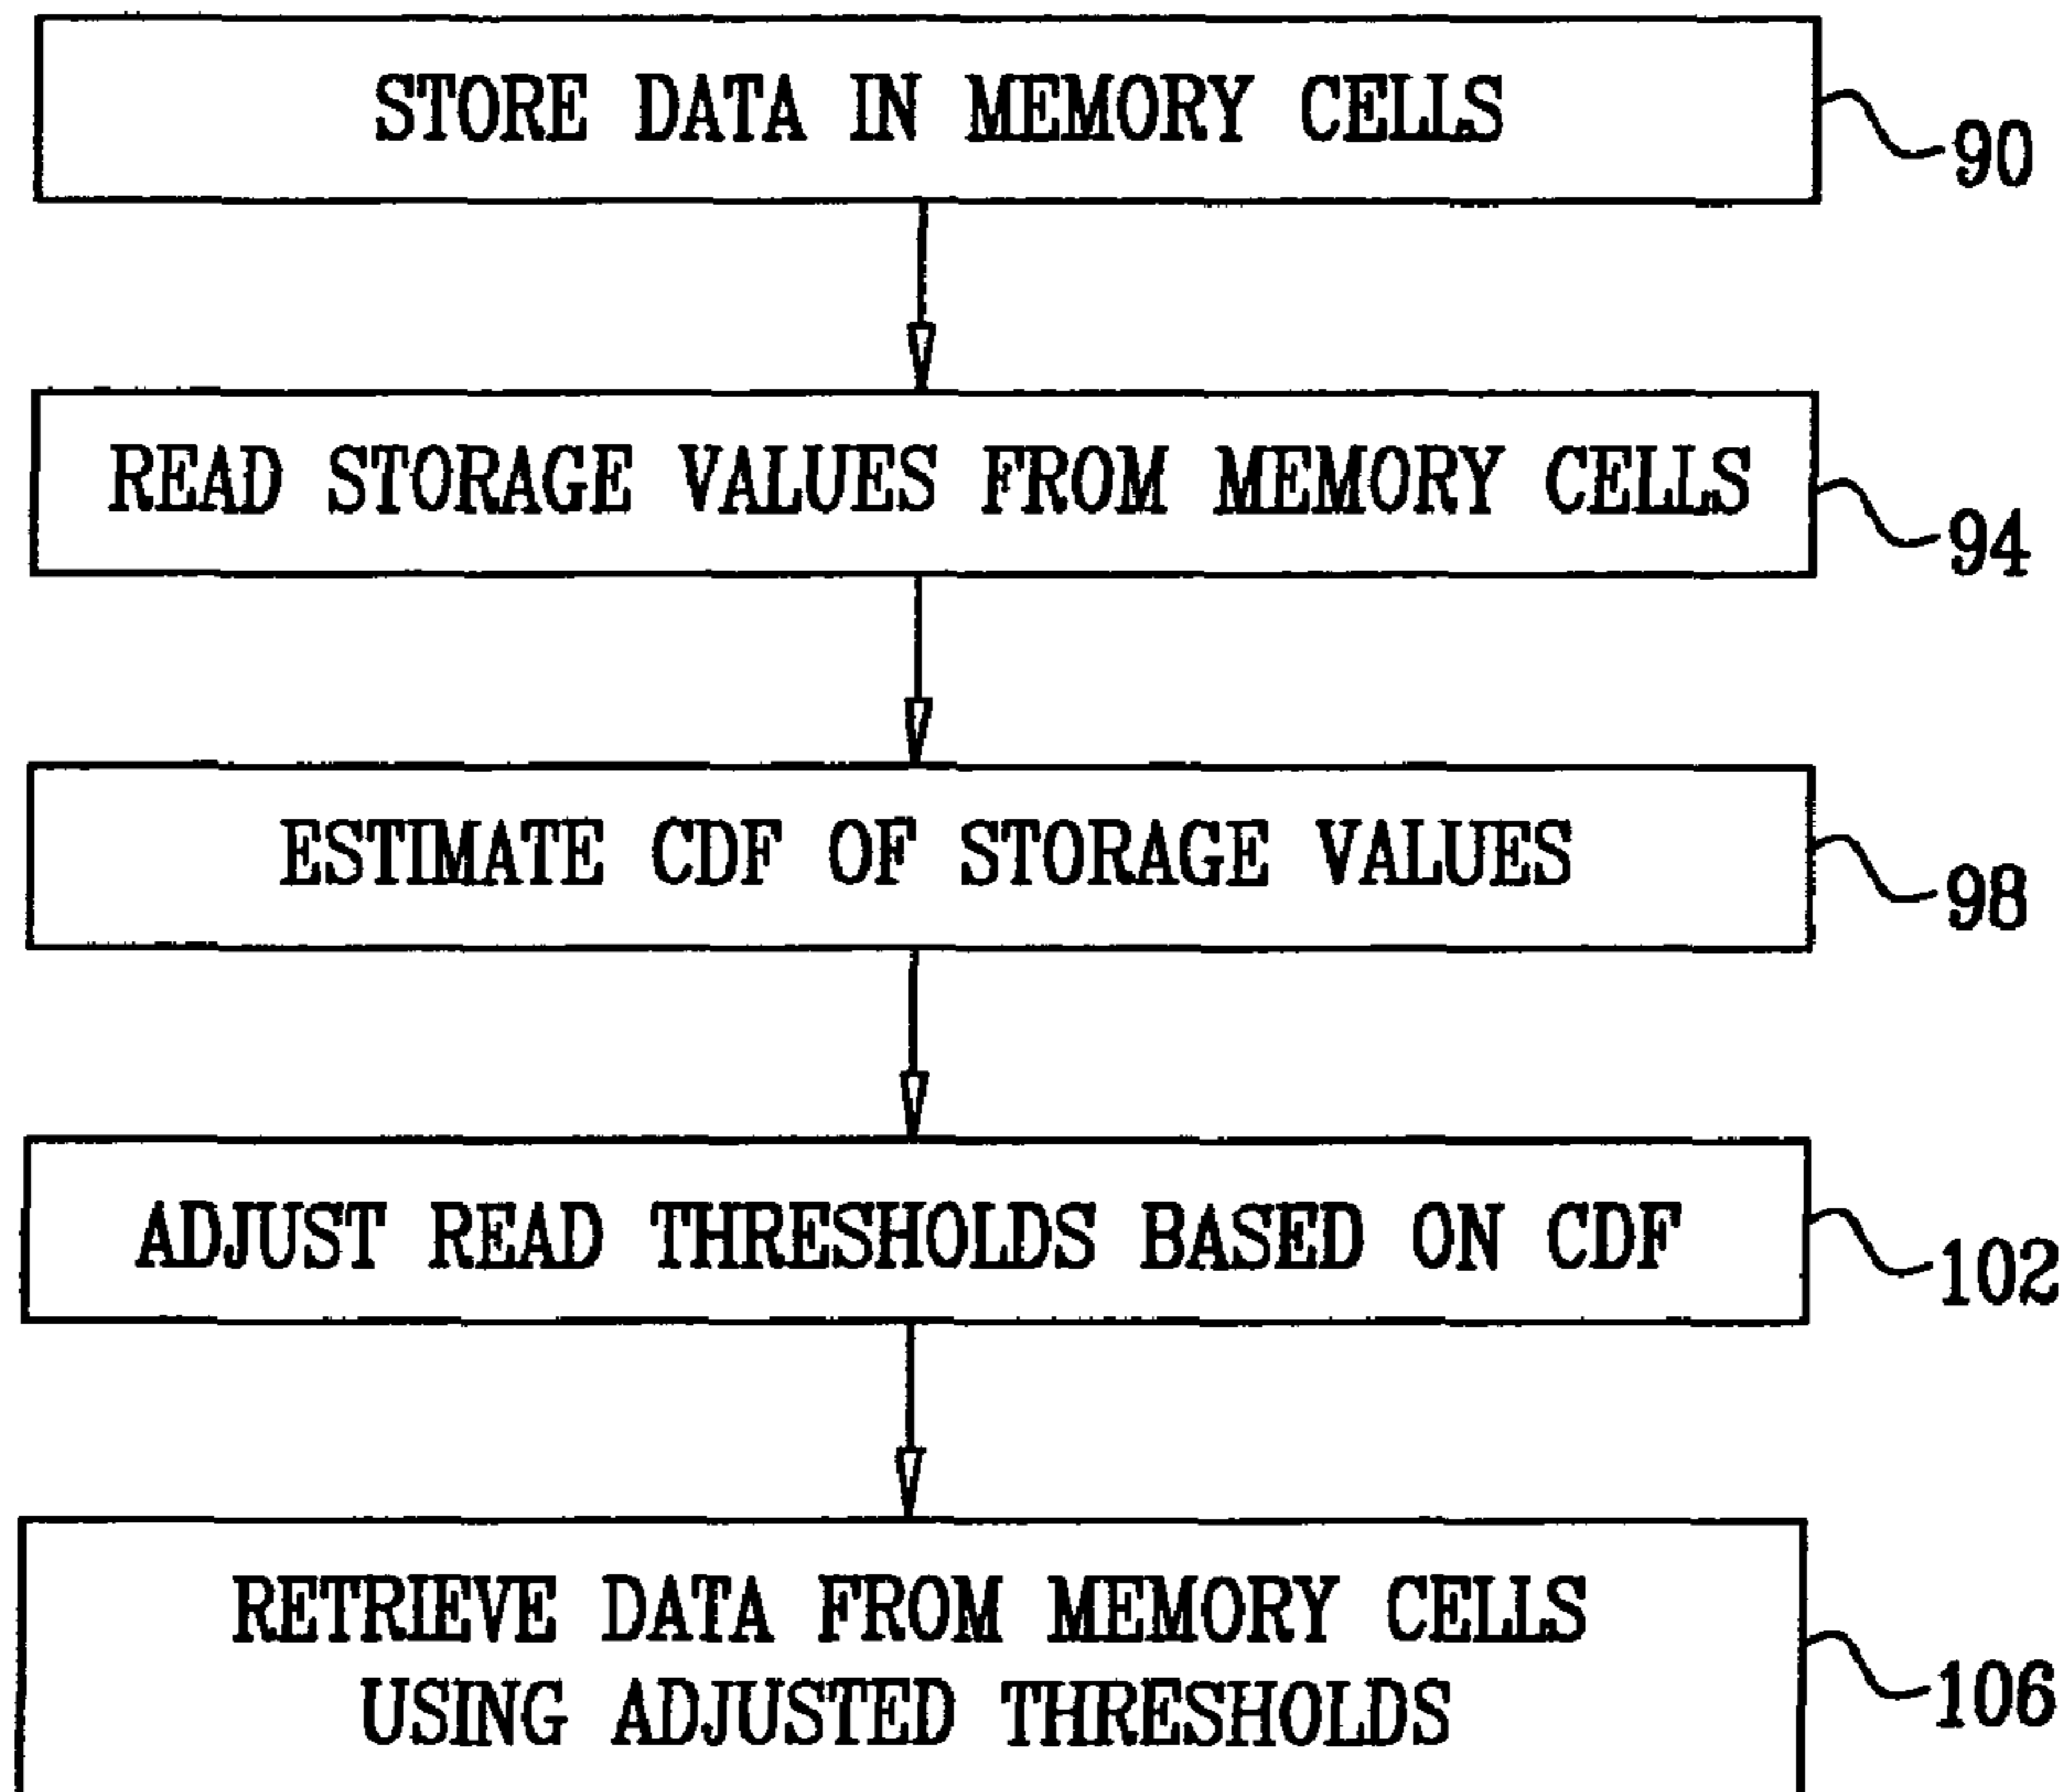 STORE DATA IN MEMORY CELLS
90
READ STORAGE VALUES FROM MEMORY CELLS
94
ESTIMATE CDF OF STORAGE VALUES
98
ADJUST READ THRESHOLDS BASED ON CDF
102
RETRIEVE DATA FROM MEMORY CELLS
USING ADJUSTED THRESHOLDS
106